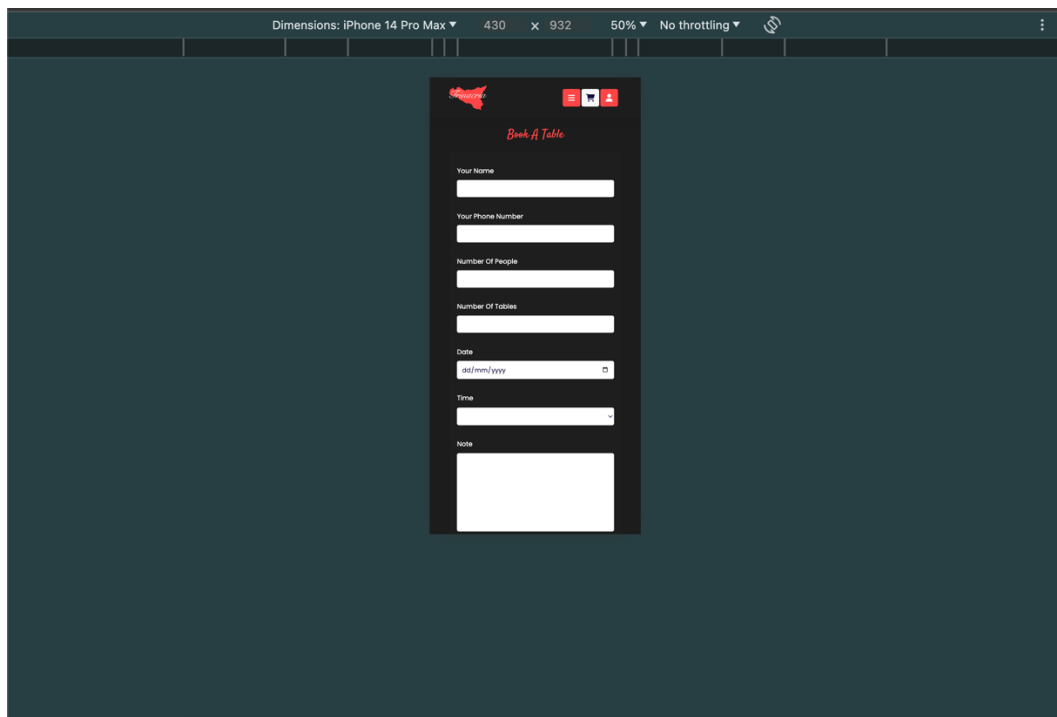 Dimensions: iPhone 14 Pro Max ▼ 430 × 932 50% ▼ No throttling ▼
Trinacria
Book A Table
Your Name
Your Phone Number
Number Of People
Number Of Tables
Date
dd/mm/yyyy
Time
Note